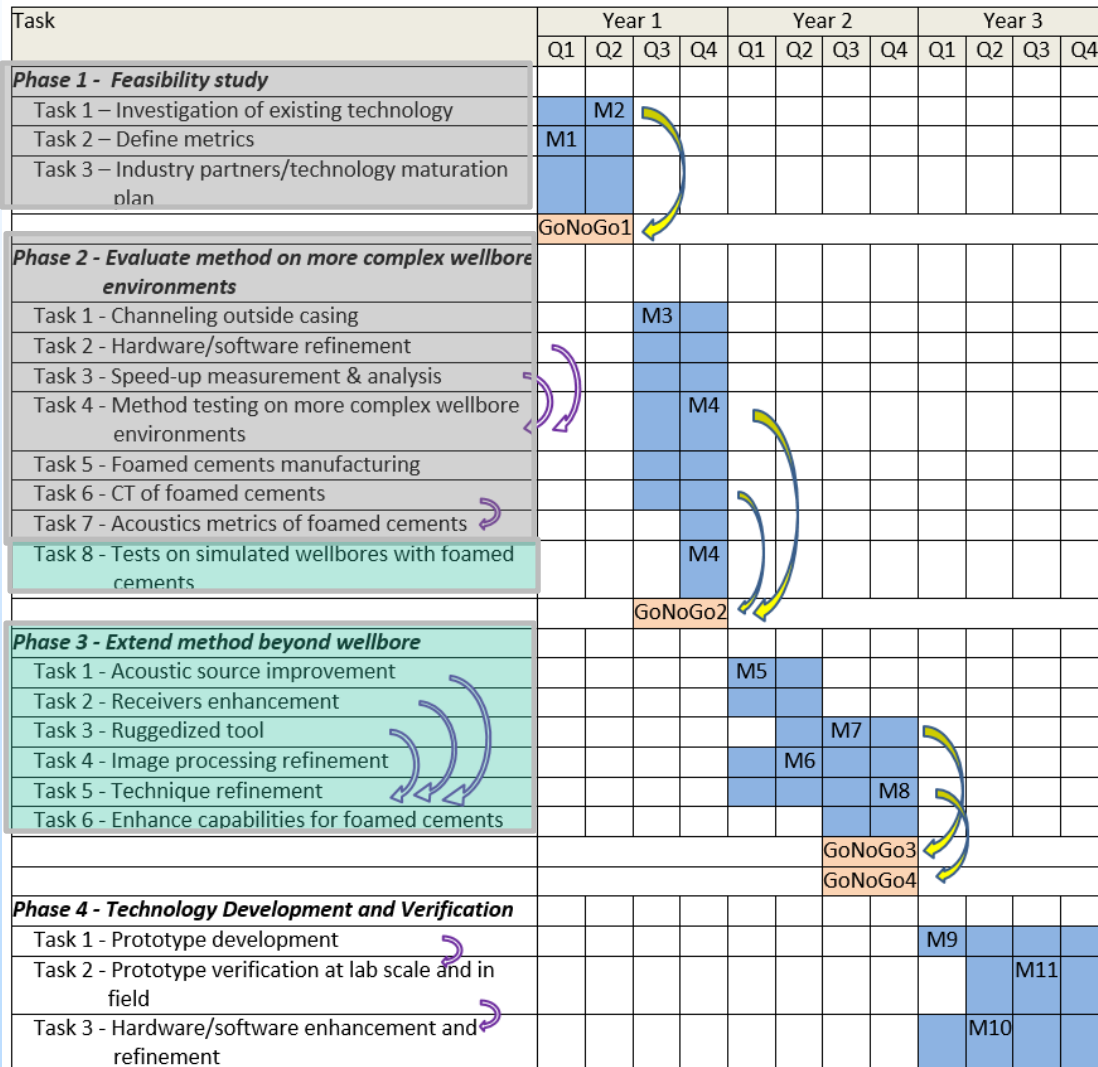 Task Year 1 Year 2 Year 3
Q1 Q2 Q3 Q4 Q1 Q2 Q3 Q4 Q1 Q2 Q3 Q4
Phase 1 - Feasibility study
Task 1 – Investigation of existing technology M2
Task 2 – Define metrics M1
Task 3 – Industry partners/technology maturation
plan
GoNoGo1
Phase 2 - Evaluate method on more complex wellbore
environments
Task 1 - Channeling outside casing M3
Task 2 - Hardware/software refinement
Task 3 - Speed-up measurement & analysis
Task 4 - Method testing on more complex wellbore M4
environments
Task 5 - Foamed cements manufacturing
Task 6 - CT of foamed cements
Task 7 - Acoustics metrics of foamed cements
Task 8 - Tests on simulated wellbores with foamed M4
cements
GoNoGo2
Phase 3 - Extend method beyond wellbore
Task 1 - Acoustic source improvement M5
Task 2 - Receivers enhancement
Task 3 - Ruggedized tool M7
Task 4 - Image processing refinement M6
Task 5 - Technique refinement M8
Task 6 - Enhance capabilities for foamed cements
GoNoGo3
GoNoGo4
Phase 4 - Technology Development and Verification
Task 1 - Prototype development M9
Task 2 - Prototype verification at lab scale and in M11
field
Task 3 - Hardware/software enhancement and M10
refinement